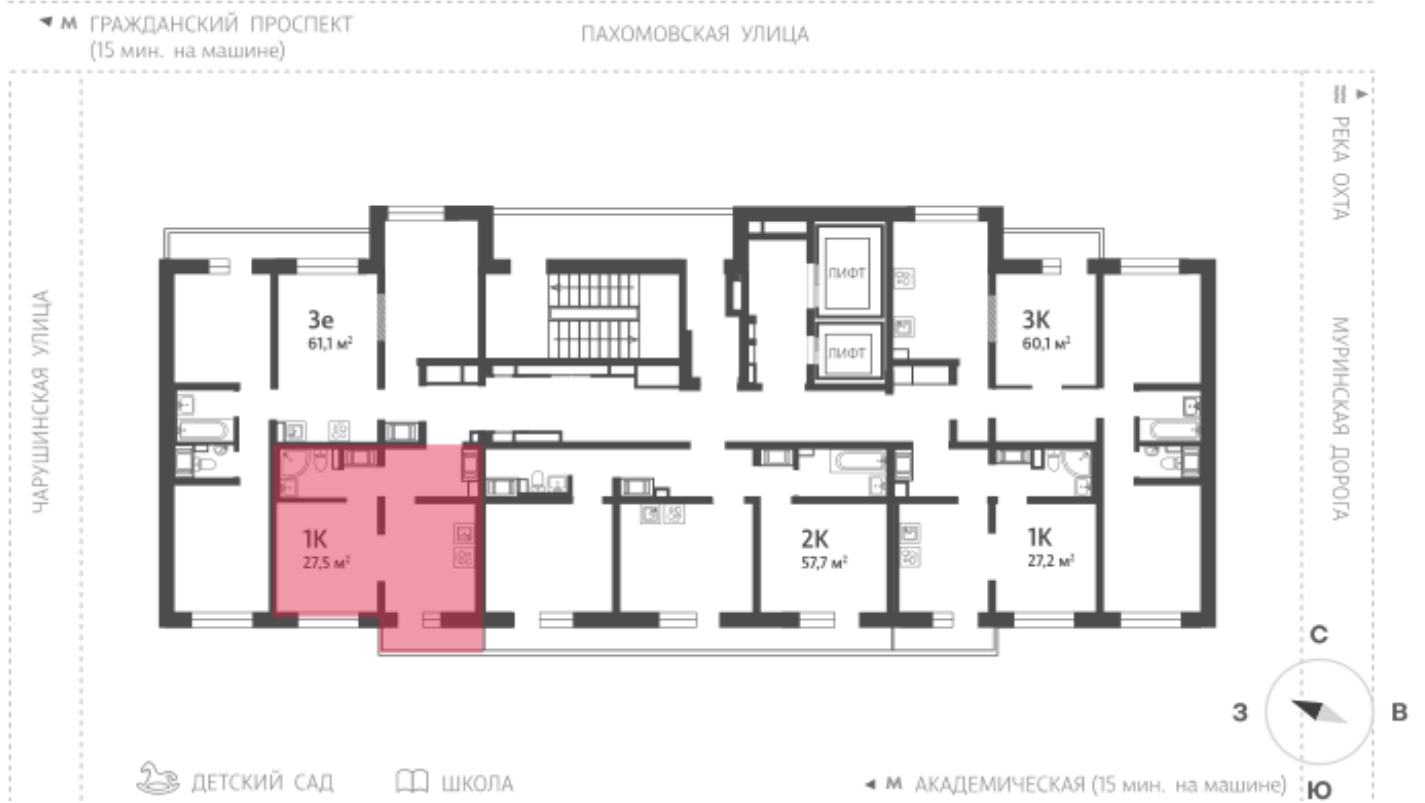 М ГРАЖДАНСКИЙ ПРОСПЕКТ
(15 мин. на машине)
ПАХОМОВСКАЯ УЛИЦА
РЕКА ОХТА
ЧАРУШИНСКАЯ УЛИЦА
МУРИНСКАЯ ДОРОГА
ЛИФТ
ЛИФТ
3е
61,1 м²
3К
60,1 м²
1К
27,5 м²
2К
57,7 м²
1К
27,2 м²
С
З
В
Ю
ДЕТСКИЙ САД
ШКОЛА
М АКАДЕМИЧЕСКАЯ (15 мин. на машине)